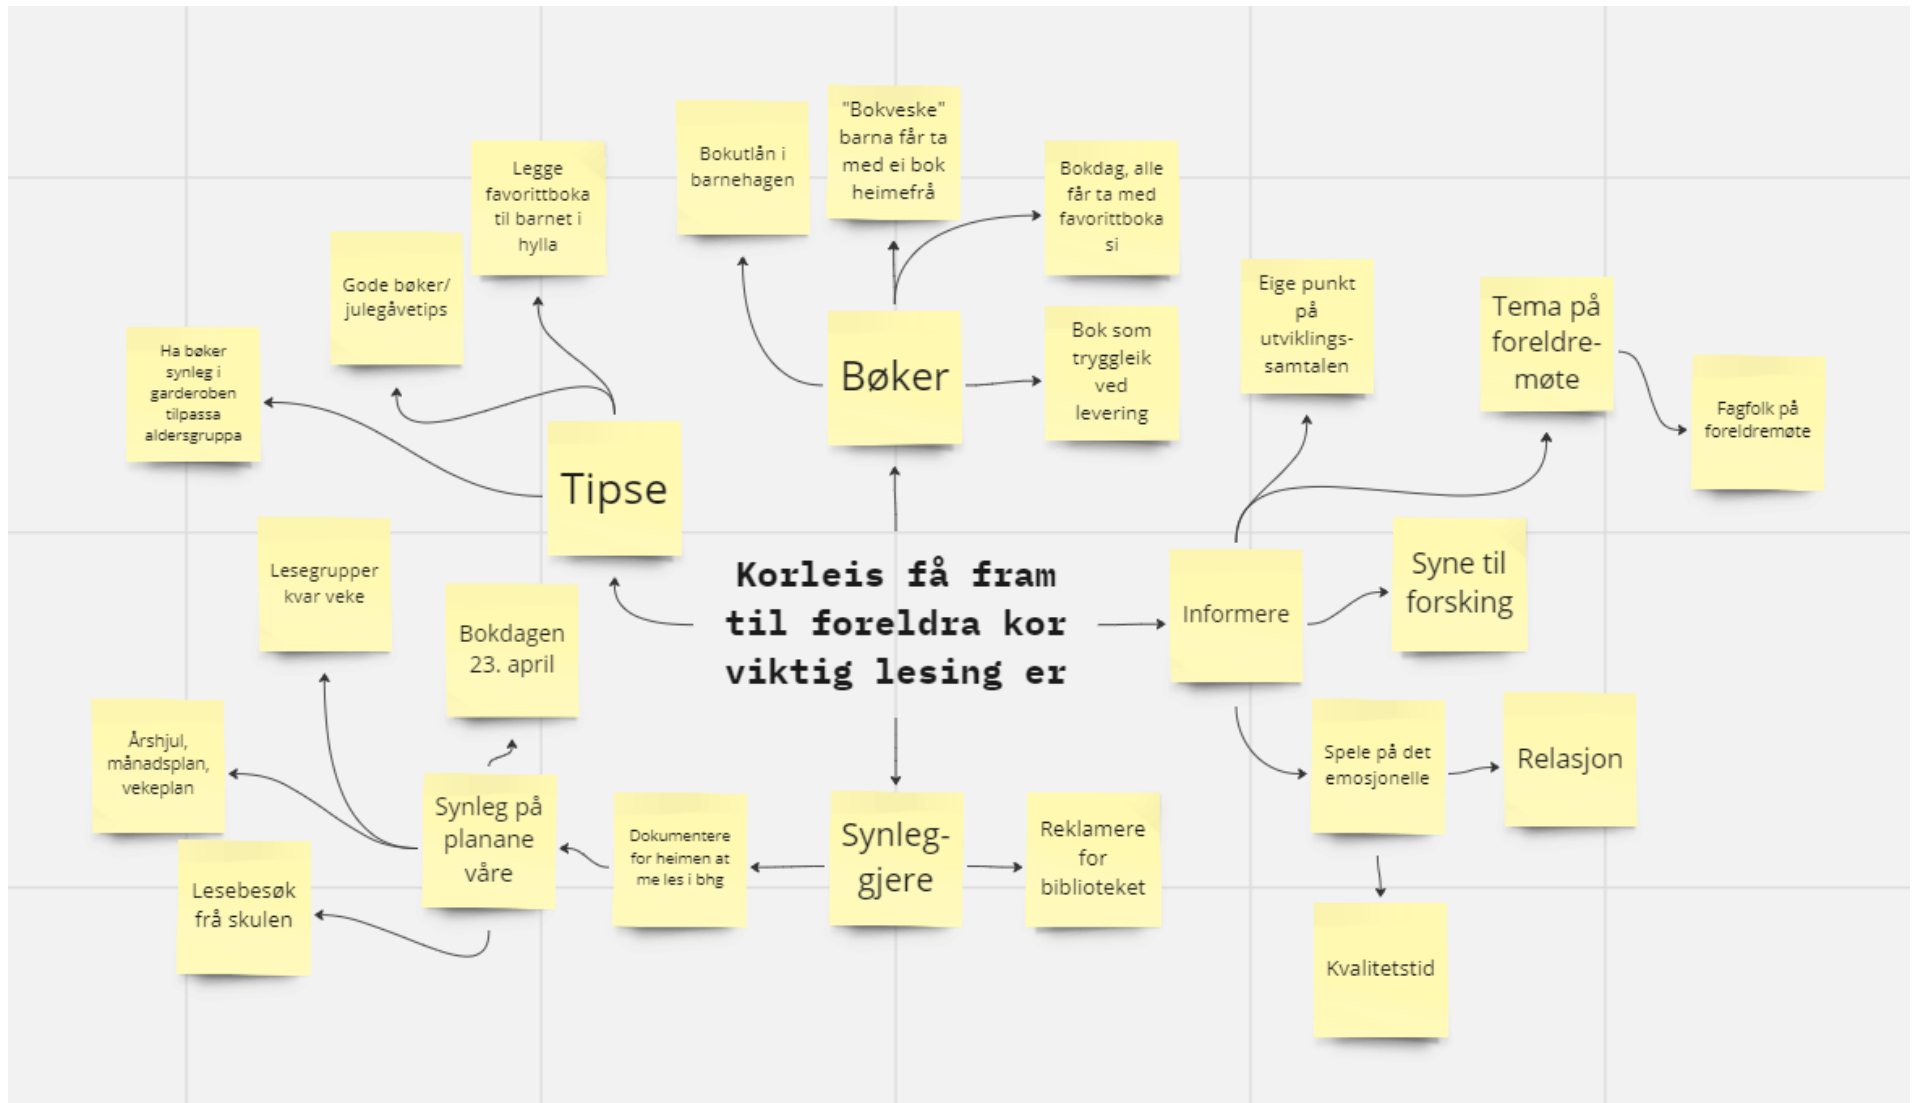 "Bokveske"
barna får ta
med ei bok
heimefrå
Bokutlån i
barnehagen
Legge
favorittboka
til barnet i
hylla
Bokdag, alle
får ta med
favorittboka
si
Gode bøker/
julegåvetips
Eige punkt
på
utviklings-
samtalen
Tema på
foreldre-
møte
Ha bøker
synleg i
garderoben
tilpassa
aldersgruppa
Bøker
Bok som
tryggleik
ved
levering
Fagfolk på
foreldremøte
Tipse
Lesegrupper
kvar veke
Bokdagen
23. april
Korleis få fram
til foreldra kor
viktig lesing er
Informere
Syne til
forsking
Årshjul,
månadsplan,
vekeplan
Spele på det
emosjonelle
Relasjon
Synleg på
planane
våre
Dokumentere
for heimen at
me les i bhg
Synleg-
gjere
Reklamere
for
biblioteket
Lesebesøk
frå skulen
Kvalitetstid